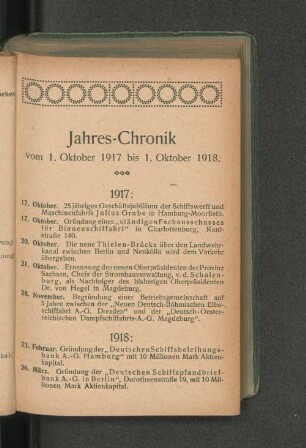 Jahres-Chronik
vom 1. Oktober 1917 bis 1. Oktober 1918.
1917:
17. Oktober. 25jähriges Geschäftsjubiläum der Schiffswerft und
Maschinenfabrik Julius Grube in Hamburg-Moorfleth.
17. Oktober. Gründung eines „ständigen Fachausschusses
für Binnenschiffahrt“ in Charlottenburg, Kant-
straße 140.
20. Oktober. Die neue Thielen-Brücke über den Landwehr-
kanal zwischen Berlin und Neukölln wird dem Verkehr
übergeben.
21. Oktober. Ernennung des neuen Oberpräsidenten der Provinz
Sachsen, Chefs der Strombauverwaltung, v. d. Schulen-
burg, als Nachfolger des bisherigen Oberpräsidenten
Dr. von Hegel in Magdeburg.
28. November. Begründung einer Betriebsgemeinschaft auf
5 Jahre zwischen der „Neuen Deutsch-Böhmischen Elbe-
schiffahrt A.-G. Dresden“ und der „Deutsch-Oester-
reichischen Dampfschiffahrts-A.-G. Magdeburg“.
1918:
23. Februar. Gründung der „Deutschen Schiffsbeleihungs-
bank A.-G. Hamburg“ mit 10 Millionen Mark Aktien-
kapital.
26. März. Gründung der „Deutschen Schiffspfandbrief-
bank A.-G. in Berlin“, Dorotheenstraße 19, mit 10 Mil-
lionen Mark Aktienkapital.